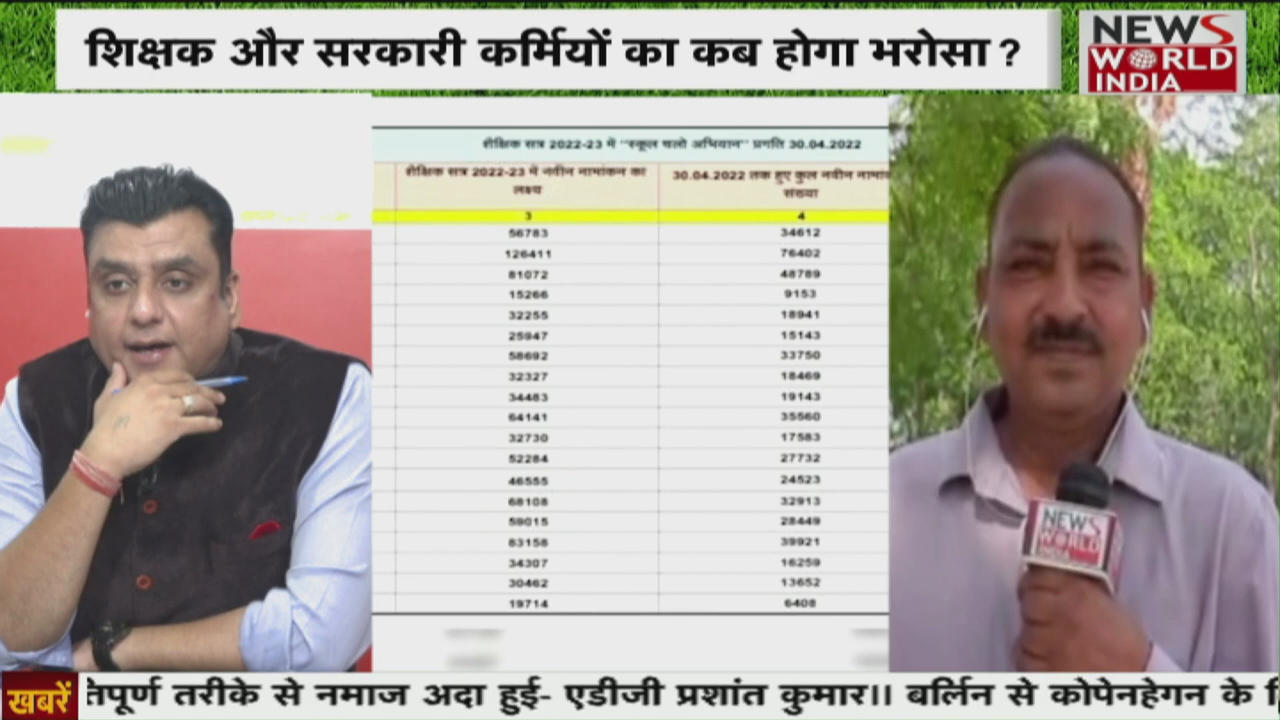 शिक्षक और सरकारी कर्मियों का कब होगा भरोसा ?
NEWS
WORLD
INDIA
शैक्षिक सत्र 2022-23 में "स्कूल चलो अभियान" प्रगति 30.04.2022
शैक्षिक सत्र 2022-23 में नवीन नामांकन का
लक्ष्य
30.04.2022 तक हुए कुल नवीन
संख्या
3 4
56783 34612
126411 76402
81072 48789
15266 9153
32255 18941
25947 15143
58692 33750
32327 18469
34483 19143
64141 35560
32730 17583
52284 27732
46555 24523
68108 32913
59015 28449
83158 39921
34307 16259
30462 13652
19714 6408
NEWS
WORLD
INDIA
खबरें तिपूर्ण तरीके से नमाज अदा हुई- एडीजी प्रशांत कुमार॥ बर्लिन से कोपेनहेगन के